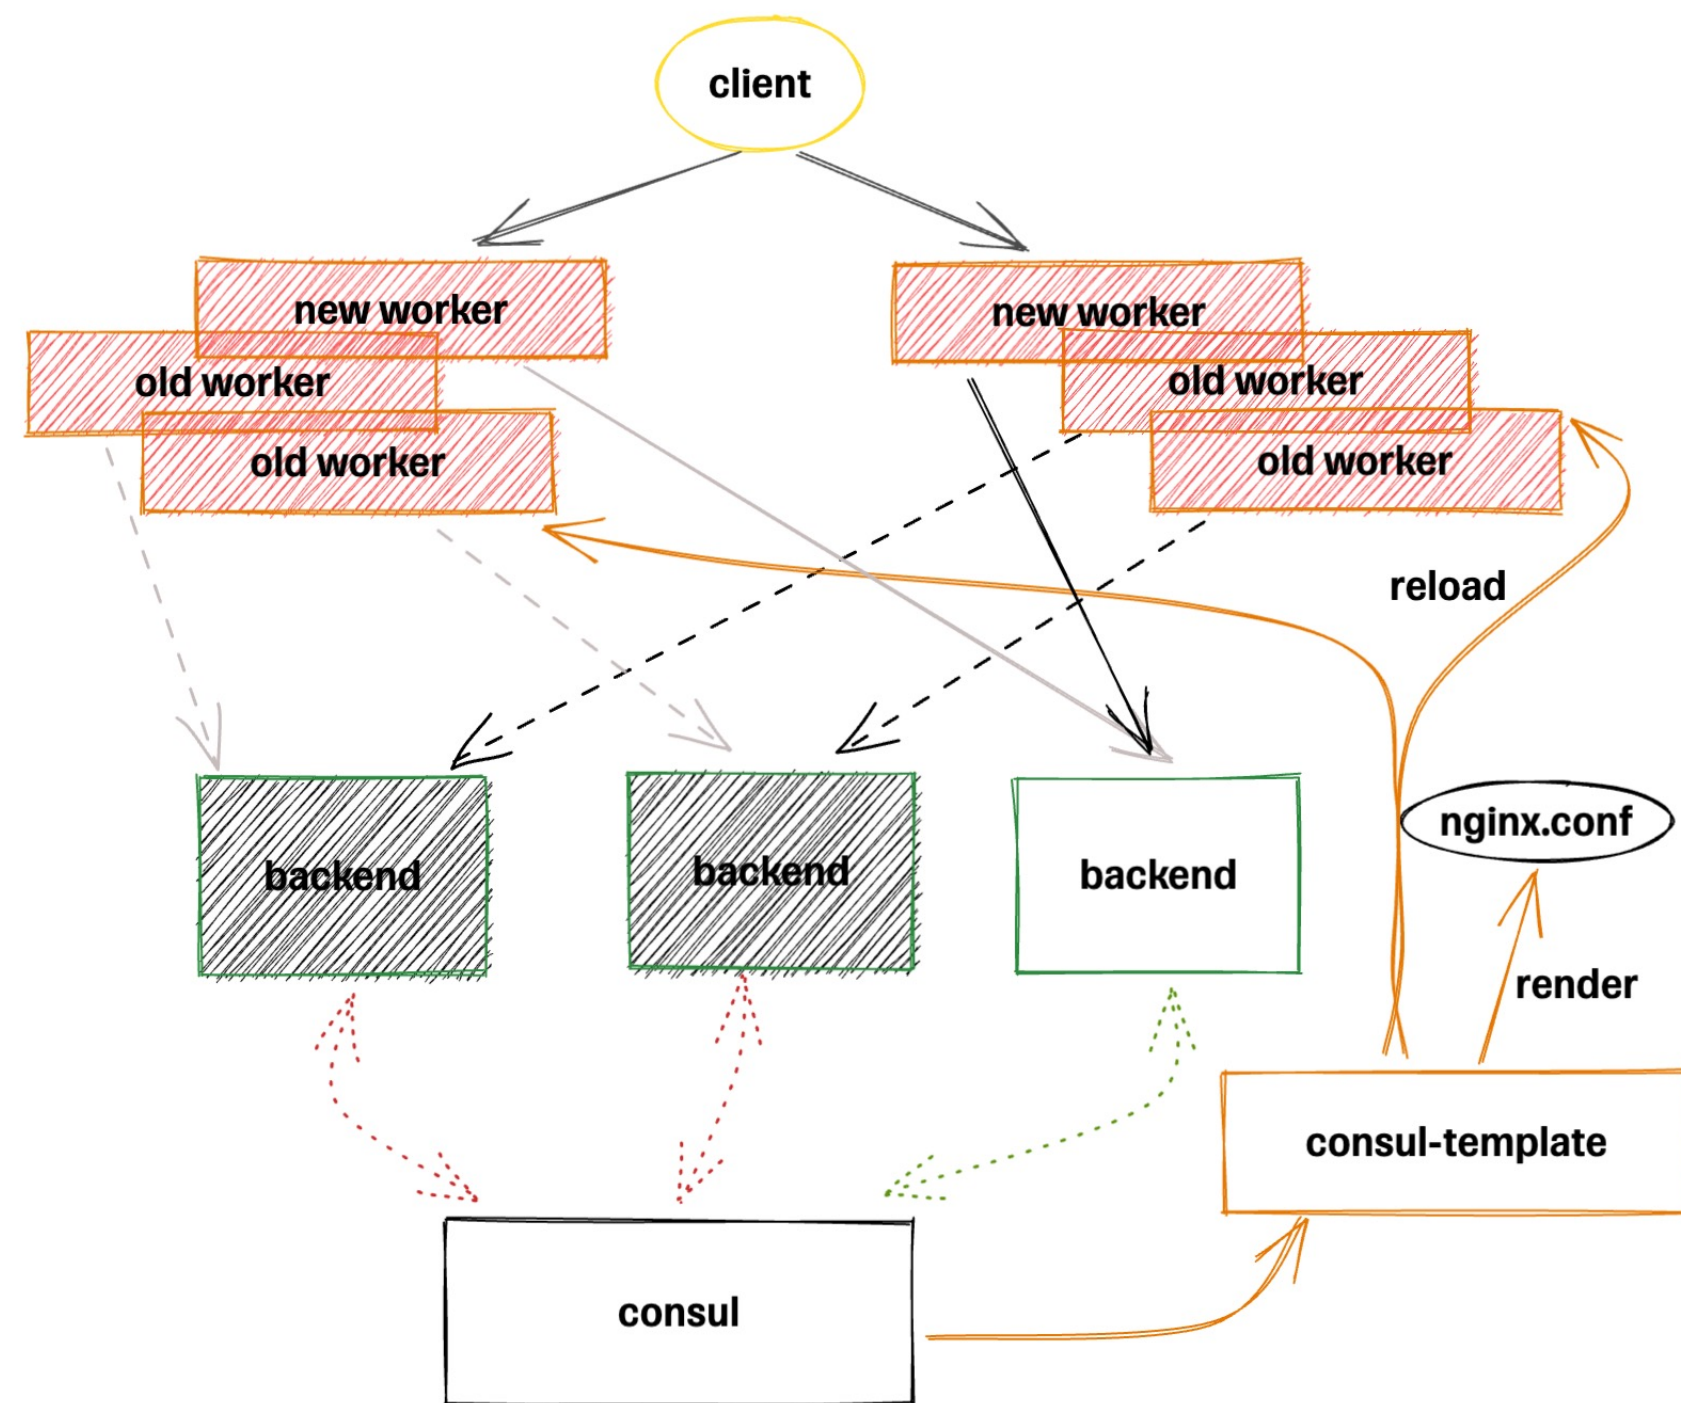 client
new worker
old worker
old worker
new worker
old worker
old worker
reload
backend
backend
backend
nginx.conf
render
consul-template
consul